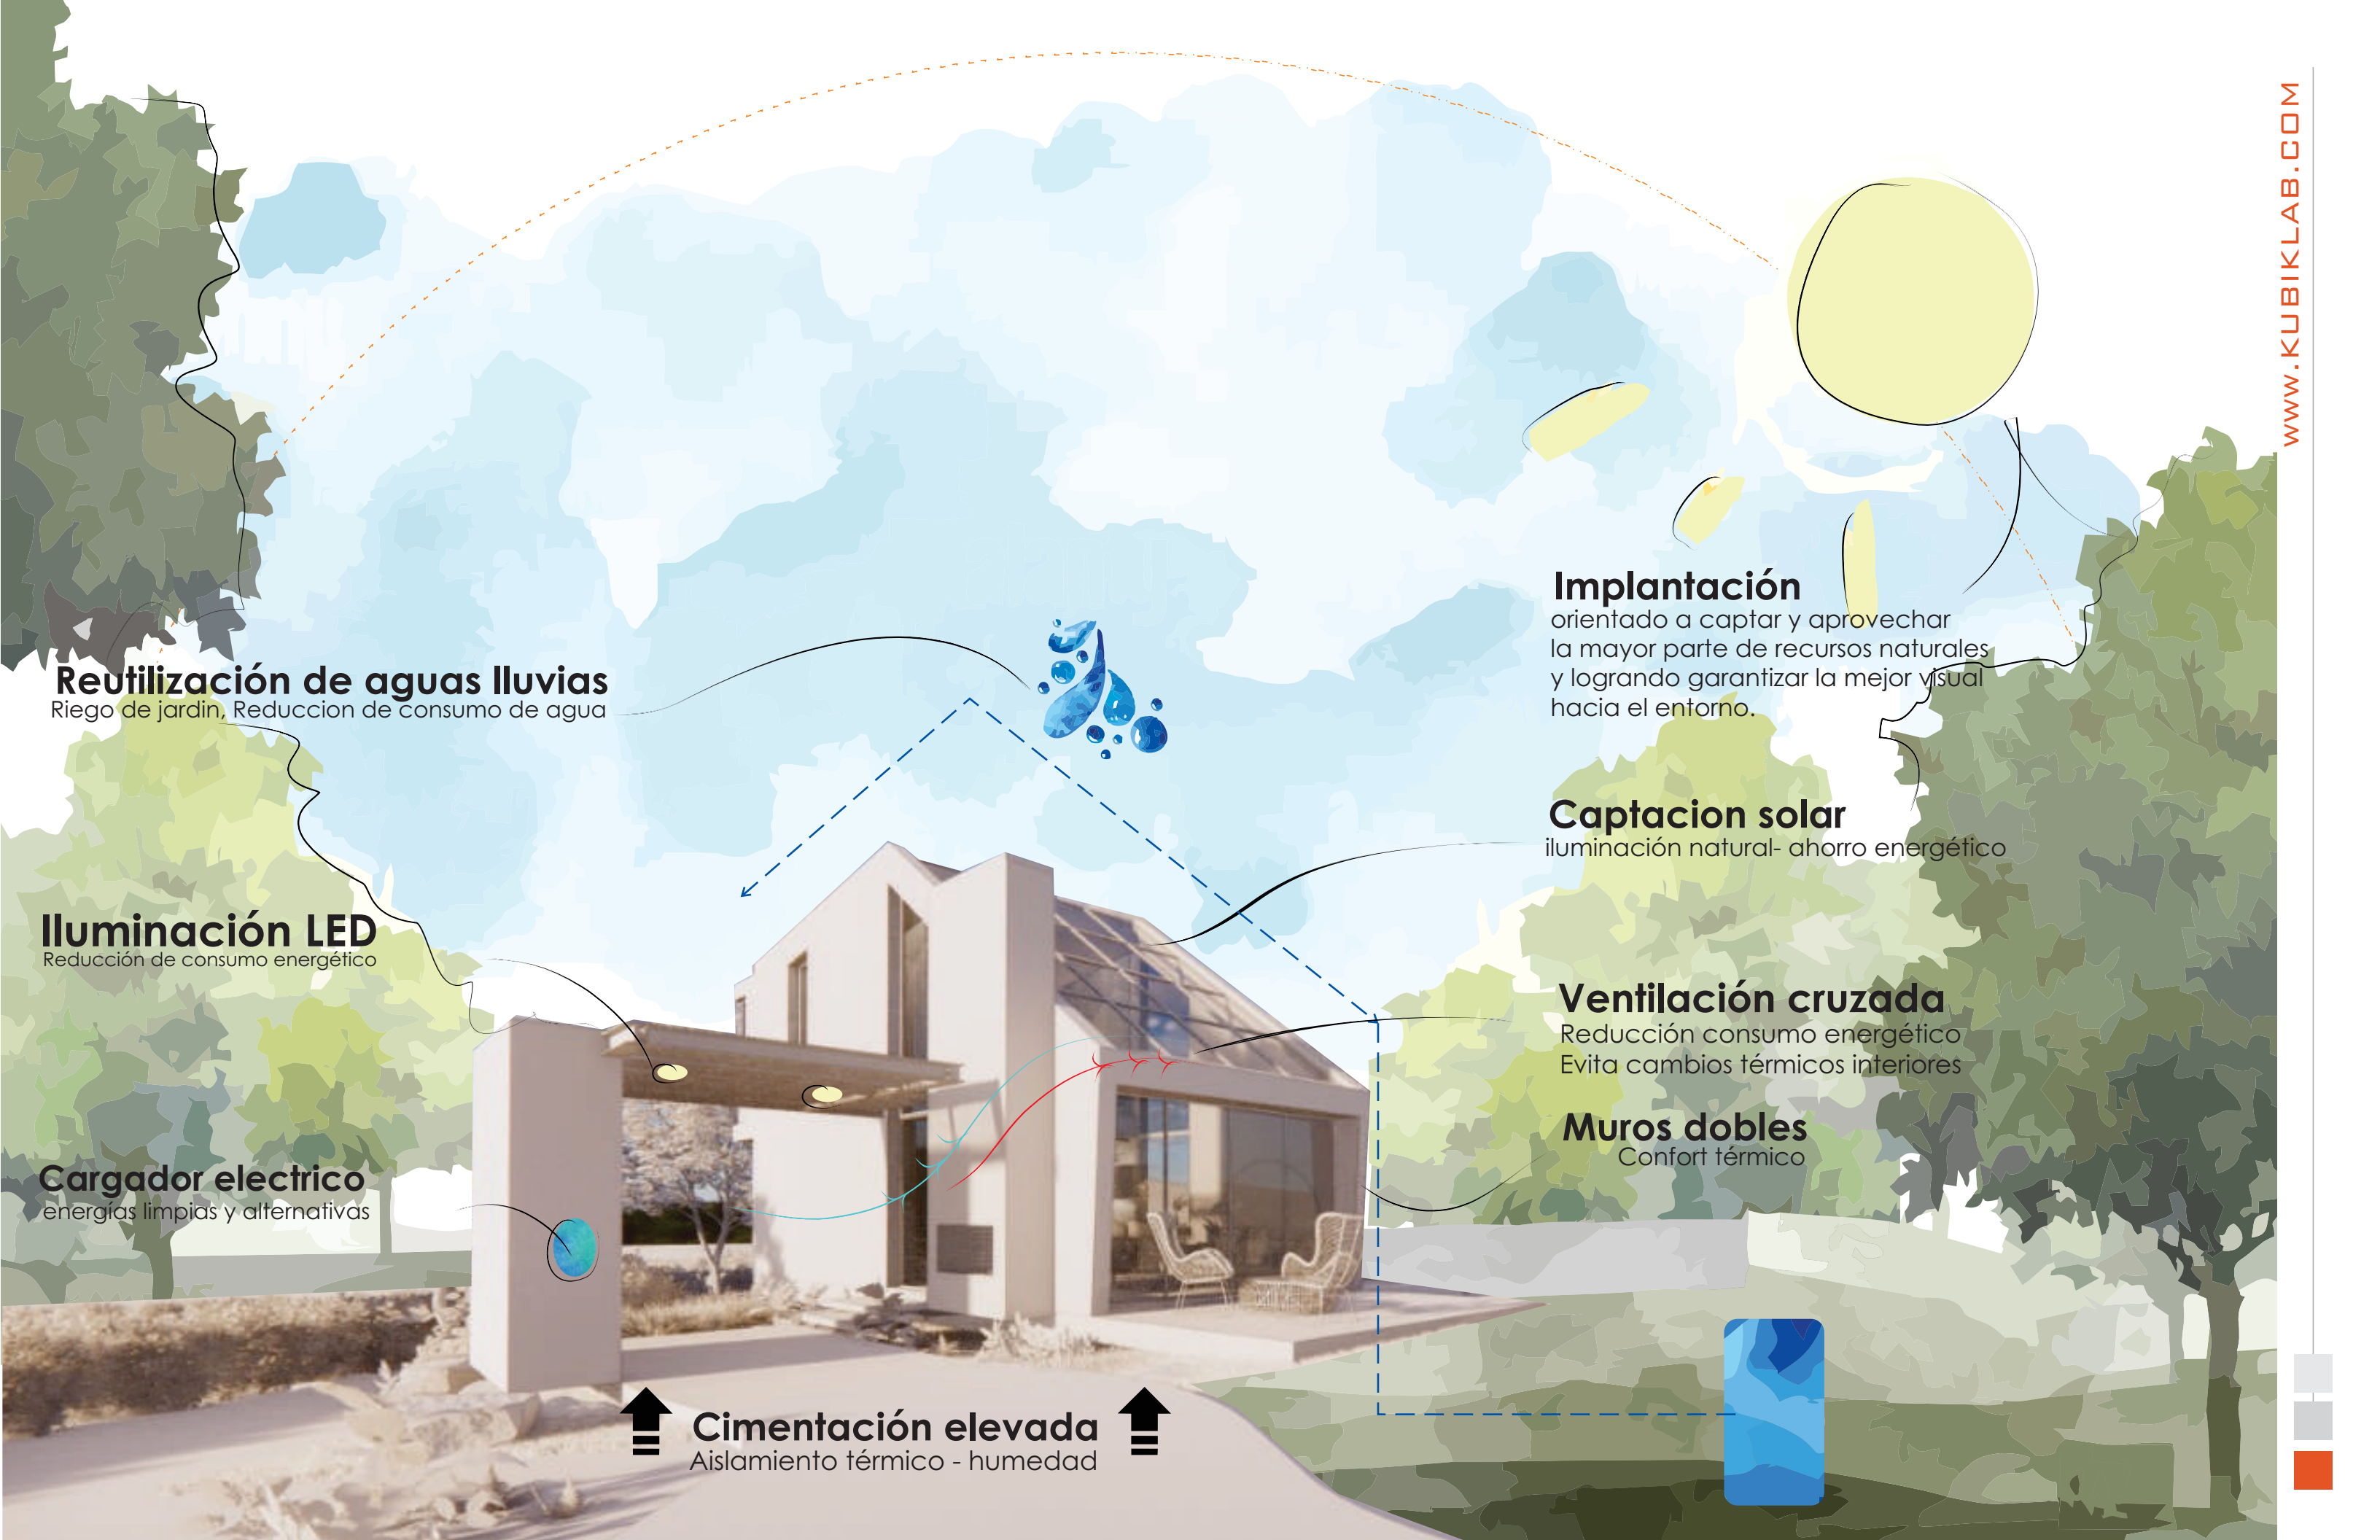 www.KUBIKLAB.COM
Implantación
orientado a captar y aprovechar
la mayor parte de recursos naturales
y logrando garantizar la mejor visual
hacia el entorno.
Reutilización de aguas lluvias
Riego de jardin, Reduccion de consumo de agua
Captacion solar
iluminación natural- ahorro energético
Iluminación LED
Reducción de consumo energético
Ventilación cruzada
Reducción consumo energético
Evita cambios térmicos interiores
Muros dobles
Confort térmico
Cargador electrico
energías limpias y alternativas
Cimentación elevada
Aislamiento térmico - humedad